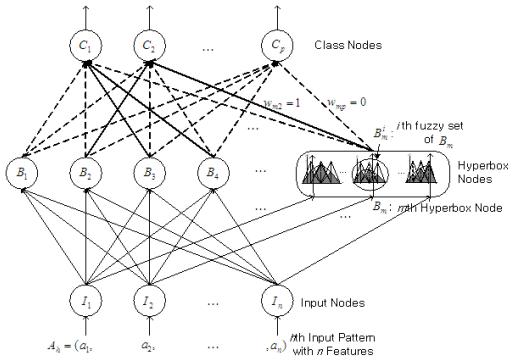 C₁ C₂ ... Cₚ Class Nodes
wₘ₂ = 1 wₘₚ = 0
...
Bₘⁱ : ith fuzzy set
of Bₘ
B₁ B₂ B₃ B₄ ... ... Hyperbox
Nodes
... Bₘ : mth Hyperbox Node
I₁ I₂ ... Iₙ Input Nodes
Aₕ = (a₁, a₂, ... , aₙ) hth Input Pattern
with n Features